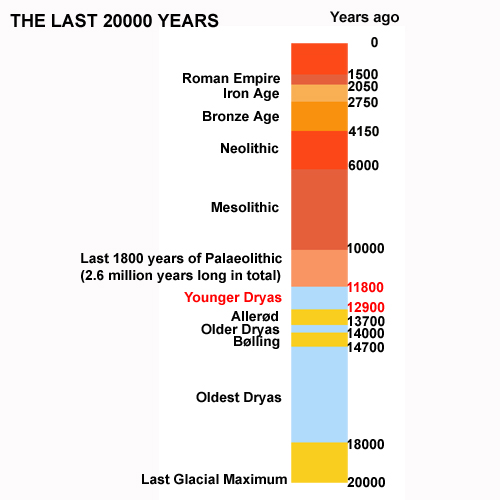 THE LAST 20000 YEARS
Years ago
0
1500
Roman Empire
2050
Iron Age
2750
Bronze Age
4150
Neolithic
6000
Mesolithic
10000
Last 1800 years of Palaeolithic
(2.6 million years long in total)
11800
Younger Dryas
12900
Allerød
13700
Older Dryas
14000
Bølling
14700
Oldest Dryas
18000
Last Glacial Maximum
20000